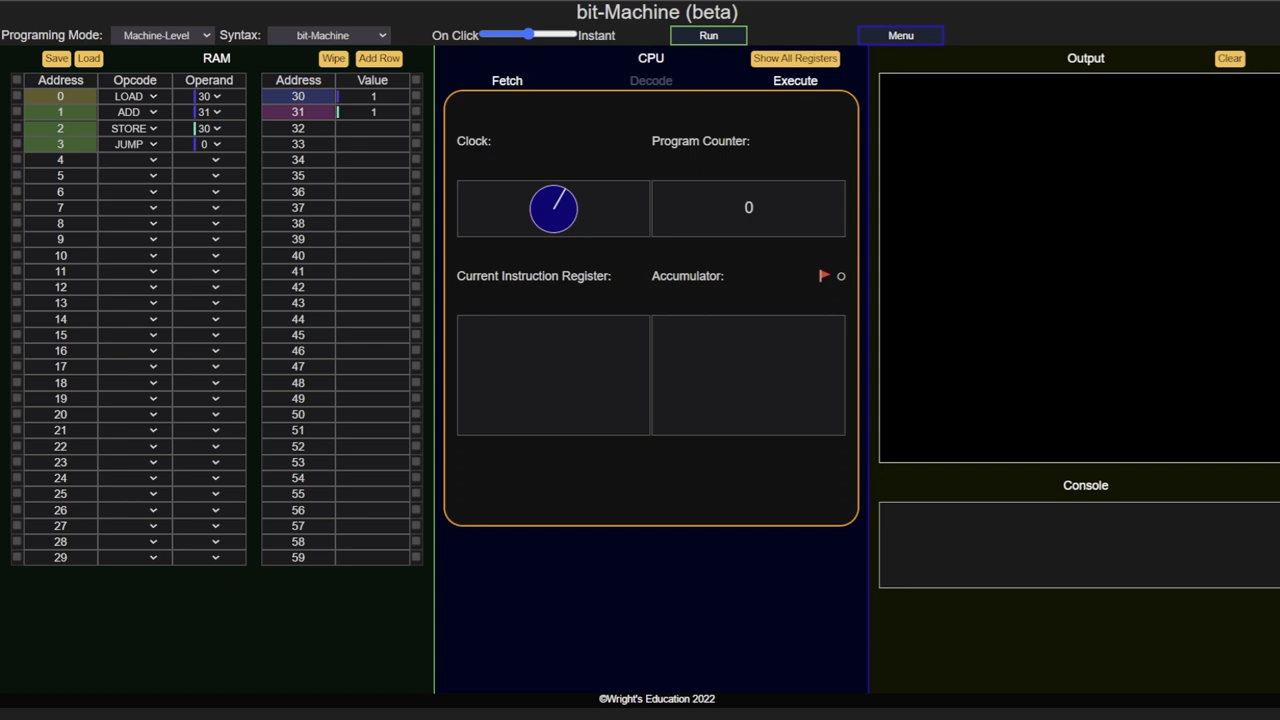 bit-Machine (beta)
Programing Mode: Machine-Level Syntax: bit-Machine On Click Instant Run Menu
Save Load RAM Wipe Add Row
Address Opcode Operand Address Value
0 LOAD 30 30 1
1 ADD 31 31 1
2 STORE 30 32
3 JUMP 0 33
4 34
5 35
6 36
7 37
8 38
9 39
10 40
11 41
12 42
13 43
14 44
15 45
16 46
17 47
18 48
19 49
20 50
21 51
22 52
23 53
24 54
25 55
26 56
27 57
28 58
29 59
CPU Show All Registers
Fetch Decode Execute
Clock: Program Counter:
0
Current Instruction Register: Accumulator:
Output Clear
Console
©Wright's Education 2022